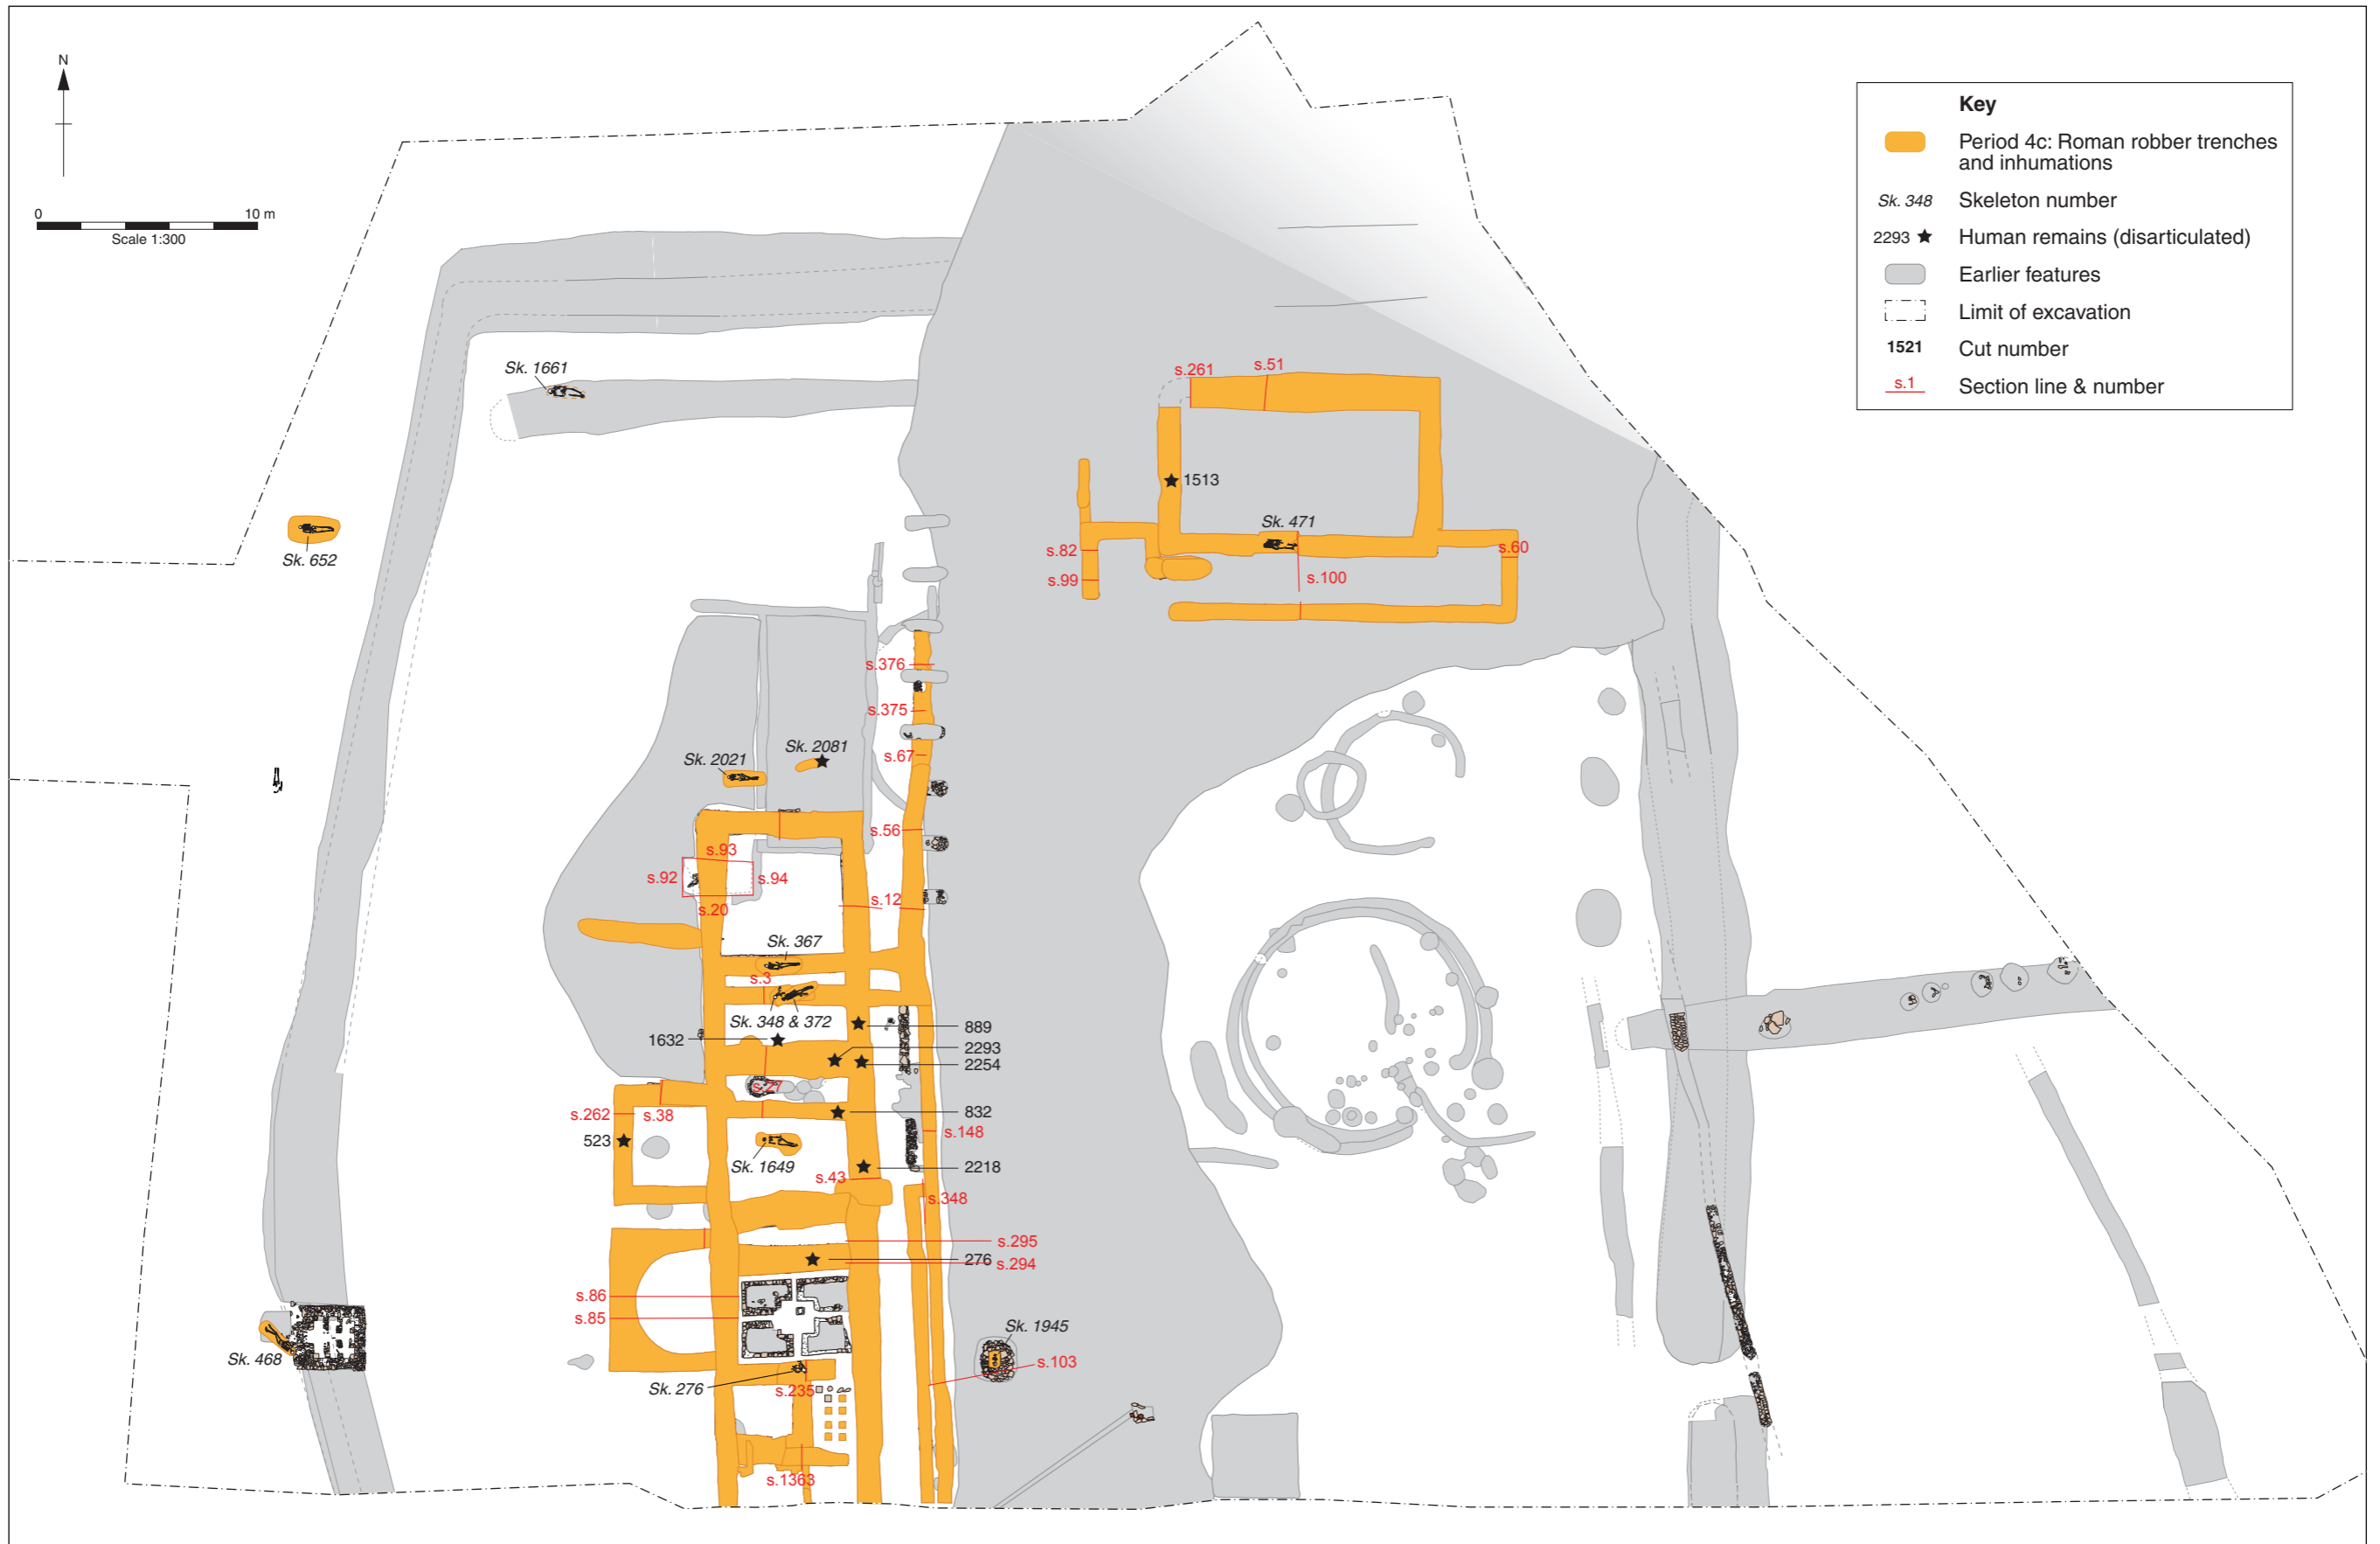 N
0 10 m
Scale 1:300
Key
Period 4c: Roman robber trenches
and inhumations
Sk. 348 Skeleton number
2293 Human remains (disarticulated)
Earlier features
Limit of excavation
1521 Cut number
s.1 Section line & number
Sk. 1661
s.261
s.51
1513
Sk. 652
Sk. 471
s.82
s.60
s.99
s.100
s.376
s.375
Sk. 2081
s.67
Sk. 2021
s.56
s.93
s.92
s.94
s.12
s.20
Sk. 367
s.3
Sk. 348 & 372
889
1632
2293
2254
s.27
s.262
s.38
832
523
s.148
Sk. 1649
2218
s.43
s.348
s.295
276
s.294
s.86
s.85
Sk. 1945
Sk. 468
s.103
Sk. 276
s.235
s.1363